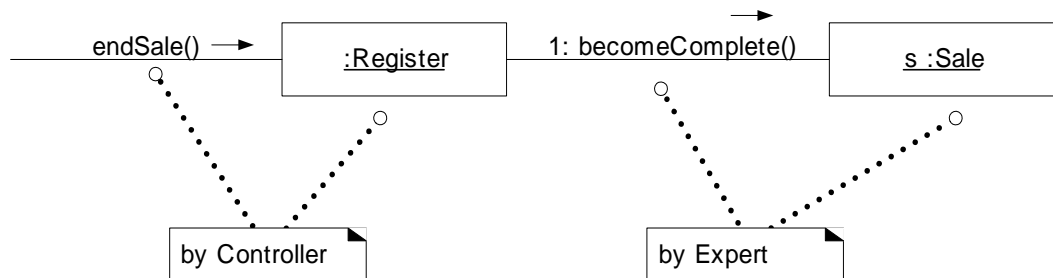 endSale()
:Register
1: becomeComplete()
s :Sale
by Controller
by Expert